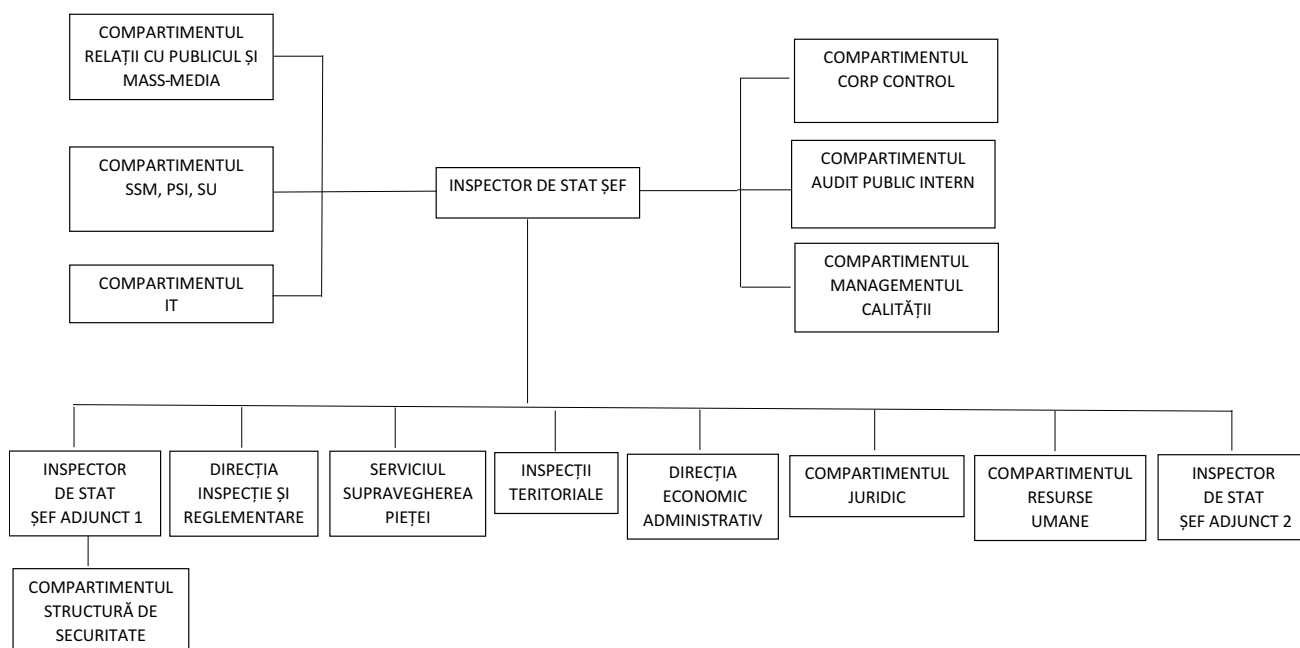 COMPARTIMENTUL
RELAȚII CU PUBLICUL ȘI
MASS-MEDIA
COMPARTIMENTUL
SSM, PSI, SU
COMPARTIMENTUL
IT
INSPECTOR DE STAT ȘEF
COMPARTIMENTUL
CORP CONTROL
COMPARTIMENTUL
AUDIT PUBLIC INTERN
COMPARTIMENTUL
MANAGEMENTUL
CALITĂȚII
INSPECTOR
DE STAT
ȘEF ADJUNCT 1
DIRECȚIA
INSPECȚIE ȘI
REGLEMENTARE
SERVICIUL
SUPRAVEGHEREA
PIEȚEI
INSPECȚII
TERITORIALE
DIRECȚIA
ECONOMIC
ADMINISTRATIV
COMPARTIMENTUL
JURIDIC
COMPARTIMENTUL
RESURSE
UMANE
INSPECTOR
DE STAT
ȘEF ADJUNCT 2
COMPARTIMENTUL
STRUCTURĂ DE
SECURITATE